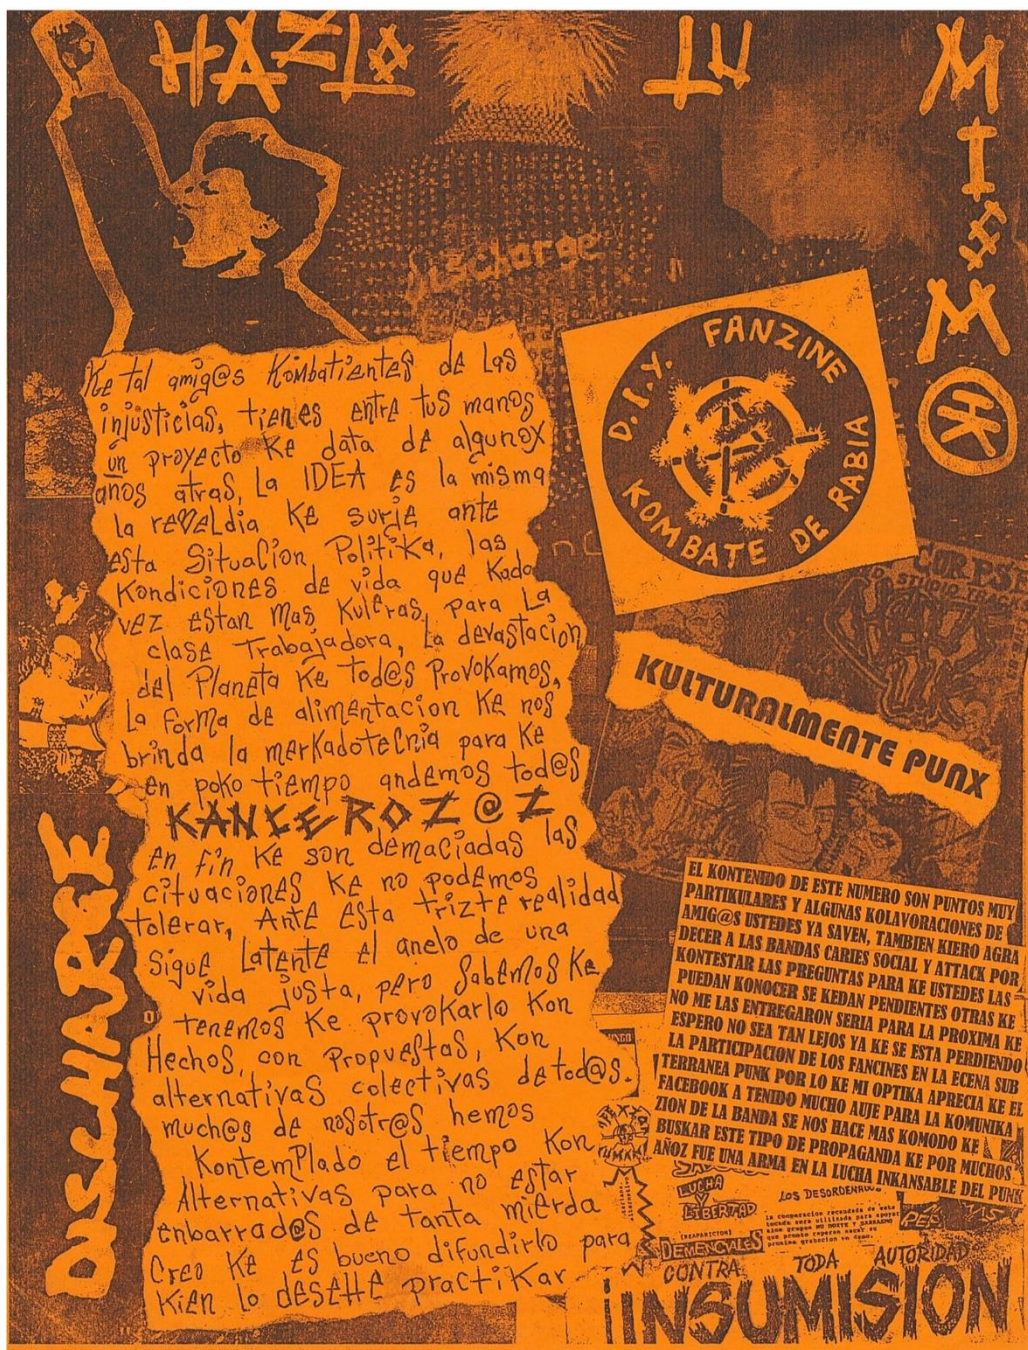 HAZLO TU MISMO
Discharge
D.I.Y. FANZINE
KOMBATE DE RABIA
Ke tal amig@s Kombatientes de Las
injusticias, tienes entre tus manos
un proyecto Ke data de algunox
años atras, La IDEA es la misma
la reveldia Ke surje ante
esta Situacion Politika, las
Kondiciones de vida que Kada
vez estan Mas Kuleras, para La
clase Trabajadora, La devastacion
del Planeta Ke tod@s Provokamos,
La forma de alimentacion Ke nos
brinda la merkadotecnia para Ke
en poko tiempo andemos tod@s
KANCEROZ@Z
en fin Ke son demaciadas las
cituaciones Ke no podemos
tolerar, Ante Esta trizte realidad
Sigue Latente el anelo de una
vida justa, pero Sabemos Ke
tenemos Ke provokarlo Kon
Hechos, con propuestas, Kon
alternativas colectivas de tod@s.
much@s de nosotr@s hemos
KontemPlado el tiempo Kon
Alternativas para no estar
enbarrad@s de tanta mierda
Creo Ke es bueno difundirlo para
Kien lo deseHe practiKar
DISCHARGE
CORPSE
STUDIO TRACKS
KULTURALMENTE PUNX
EL KONTENIDO DE ESTE NUMERO SON PUNTOS MUY
PARTIKULARES Y ALGUNAS KOLAVORACIONES DE
AMIG@S USTEDES YA SAVEN, TAMBIEN KIERO AGRA
DECER A LAS BANDAS CARIES SOCIAL Y ATTACK POR
KONTESTAR LAS PREGUNTAS PARA KE USTEDES LAS
PUEDAN KONOCER SE KEDAN PENDIENTES OTRAS KE
NO ME LAS ENTREGARON SERIA PARA LA PROXIMA KE
ESPERO NO SEA TAN LEJOS YA KE SE ESTA PERDIENDO
LA PARTICIPACION DE LOS FANCINES EN LA ECENA SUB
TERRANEA PUNK POR LO KE MI OPTIKA APRECIA KE EL
FACEBOOK A TENIDO MUCHO AUJE PARA LA KOMUNIKA
ZION DE LA BANDA SE NOS HACE MAS KOMODO KE
BUSKAR ESTE TIPO DE PROPAGANDA KE POR MUCHOS
AÑOZ FUE UNA ARMA EN LA LUCHA INKANSABLE DEL PUNK
LUCHA
Y
LIBERTAD
LOS DESORDENADOS
(REAPARICION)
DEMENCIALES
CONTRA TODA AUTORIDAD
¡INSUMISION